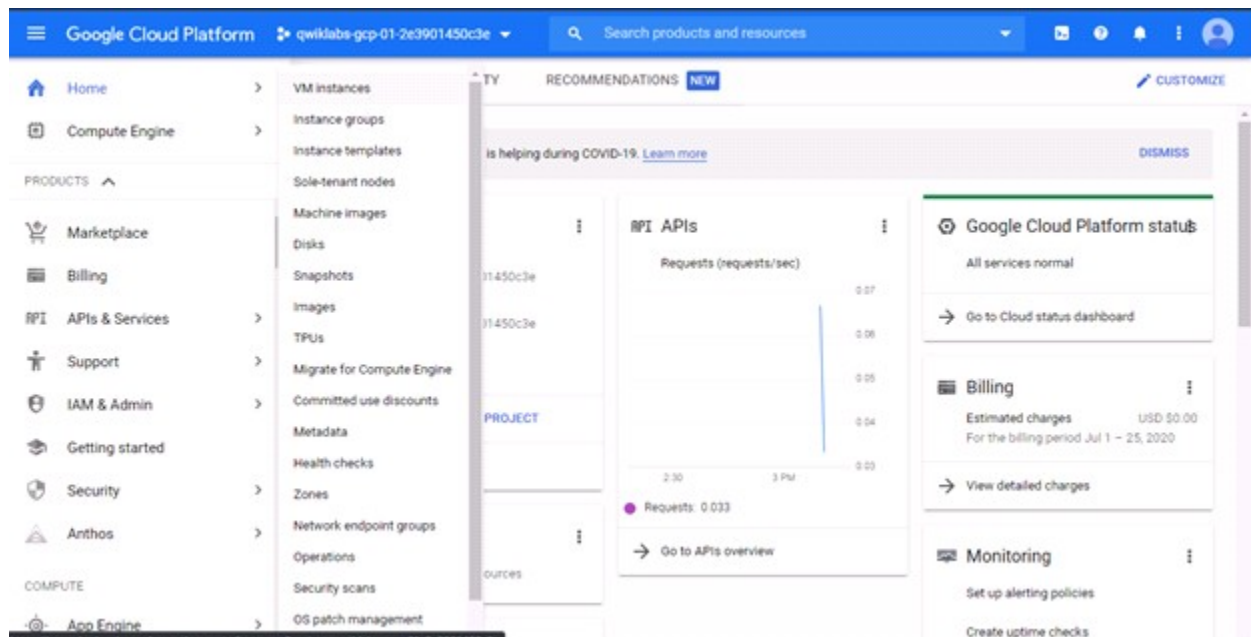 Google Cloud Platform qwiklabs-gcp-01-2e3901450c3e Search products and resources
Home
Compute Engine
PRODUCTS
Marketplace
Billing
API APIs & Services
Support
IAM & Admin
Getting started
Security
Anthos
COMPUTE
App Engine
VM instances
Instance groups
Instance templates
Sole-tenant nodes
Machine images
Disks
Snapshots
Images
TPUs
Migrate for Compute Engine
Committed use discounts
Metadata
Health checks
Zones
Network endpoint groups
Operations
Security scans
OS patch management
TY RECOMMENDATIONS NEW CUSTOMIZE
is helping during COVID-19. Learn more DISMISS
01450c3e
01450c3e
PROJECT
ources
API APIs
Requests (requests/sec)
0.07
0.06
0.05
0.04
0.03
2:30 3 PM
Requests: 0.033
Go to APIs overview
Google Cloud Platform status
All services normal
Go to Cloud status dashboard
Billing
Estimated charges USD $0.00
For the billing period Jul 1 – 25, 2020
View detailed charges
Monitoring
Set up alerting policies
Create uptime checks